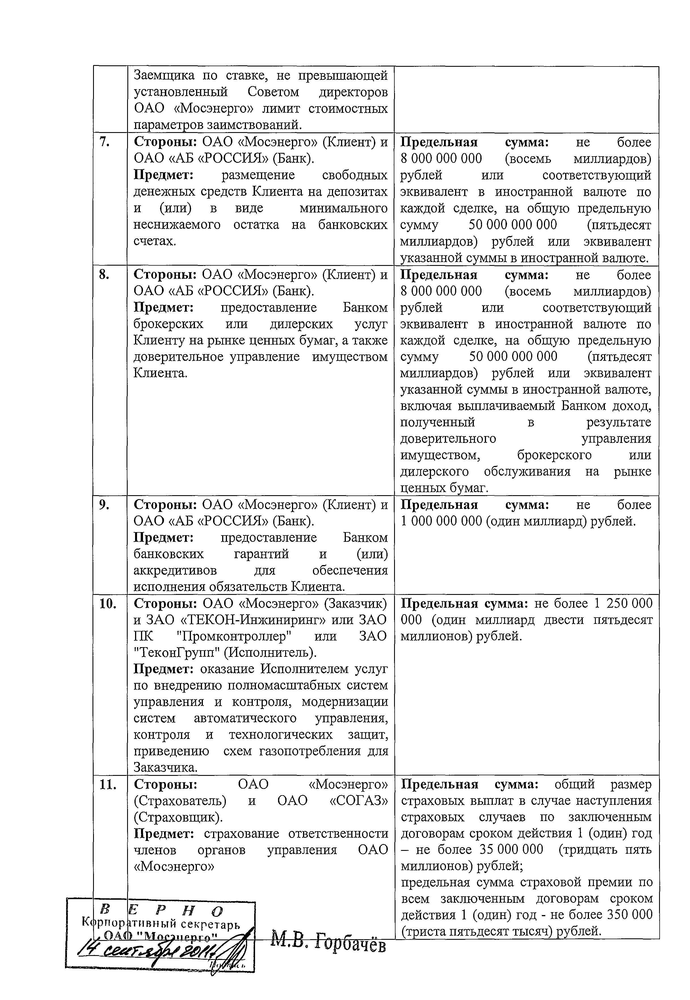 Заемщика по ставке, не превышающей
установленный Советом директоров
ОАО «Мосэнерго» лимит стоимостных
параметров заимствований.
7.
Стороны: ОАО «Мосэнерго» (Клиент) и
ОАО «АБ «РОССИЯ» (Банк).
Предмет: размещение свободных
денежных средств Клиента на депозитах
и (или) в виде минимального
неснижаемого остатка на банковских
счетах.
Предельная сумма: не более
8 000 000 000 (восемь миллиардов)
рублей или соответствующий
эквивалент в иностранной валюте по
каждой сделке, на общую предельную
сумму 50 000 000 000 (пятьдесят
миллиардов) рублей или эквивалент
указанной суммы в иностранной валюте.
8.
Стороны: ОАО «Мосэнерго» (Клиент) и
ОАО «АБ «РОССИЯ» (Банк).
Предмет: предоставление Банком
брокерских или дилерских услуг
Клиенту на рынке ценных бумаг, а также
доверительное управление имуществом
Клиента.
Предельная сумма: не более
8 000 000 000 (восемь миллиардов)
рублей или соответствующий
эквивалент в иностранной валюте по
каждой сделке, на общую предельную
сумму 50 000 000 000 (пятьдесят
миллиардов) рублей или эквивалент
указанной суммы в иностранной валюте,
включая выплачиваемый Банком доход,
полученный в результате
доверительного управления
имуществом, брокерского или
дилерского обслуживания на рынке
ценных бумаг.
9.
Стороны: ОАО «Мосэнерго» (Клиент) и
ОАО «АБ «РОССИЯ» (Банк).
Предмет: предоставление Банком
банковских гарантий и (или)
аккредитивов для обеспечения
исполнения обязательств Клиента.
Предельная сумма: не более
1 000 000 000 (один миллиард) рублей.
10.
Стороны: ОАО «Мосэнерго» (Заказчик)
и ЗАО «ТЕКОН-Инжиниринг» или ЗАО
ПК "Промконтроллер" или ЗАО
"ТеконГрупп" (Исполнитель).
Предмет: оказание Исполнителем услуг
по внедрению полномасштабных систем
управления и контроля, модернизации
систем автоматического управления,
контроля и технологических защит,
приведению схем газопотребления для
Заказчика.
Предельная сумма: не более 1 250 000
000 (один миллиард двести пятьдесят
миллионов) рублей.
11.
Стороны: ОАО «Мосэнерго»
(Страхователь) и ОАО «СОГАЗ»
(Страховщик).
Предмет: страхование ответственности
членов органов управления ОАО
«Мосэнерго»
Предельная сумма: общий размер
страховых выплат в случае наступления
страховых случаев по заключенным
договорам сроком действия 1 (один) год
– не более 35 000 000 (тридцать пять
миллионов) рублей;
предельная сумма страховой премии по
всем заключенным договорам сроком
действия 1 (один) год - не более 350 000
(триста пятьдесят тысяч) рублей.
В Е Р Н О
Корпоративный секретарь
ОАО "Мосэнерго"
14 сентября 2011г
Подпись
М.В. Горбачёв